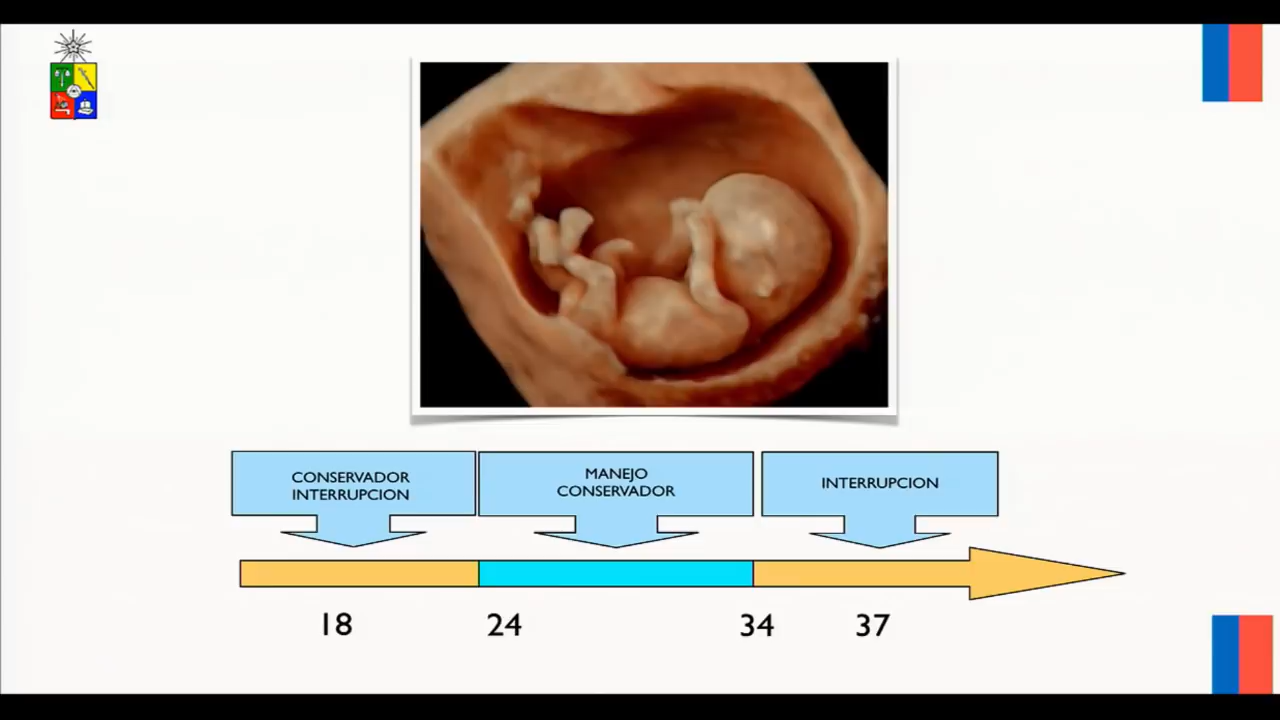 CONSERVADOR
INTERRUPCION
MANEJO
CONSERVADOR
INTERRUPCION
18
24
34
37